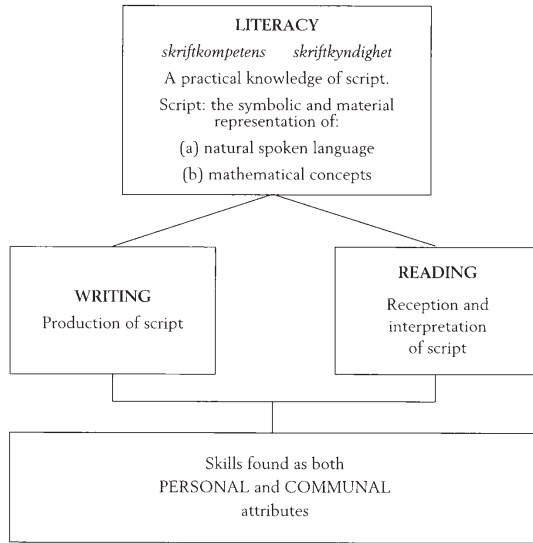 LITERACY
skriftkompetens skriftkyndighet
A practical knowledge of script.
Script: the symbolic and material
representation of:
(a) natural spoken language
(b) mathematical concepts
WRITING
Production of script
READING
Reception and
interpretation
of script
Skills found as both
PERSONAL and COMMUNAL
attributes